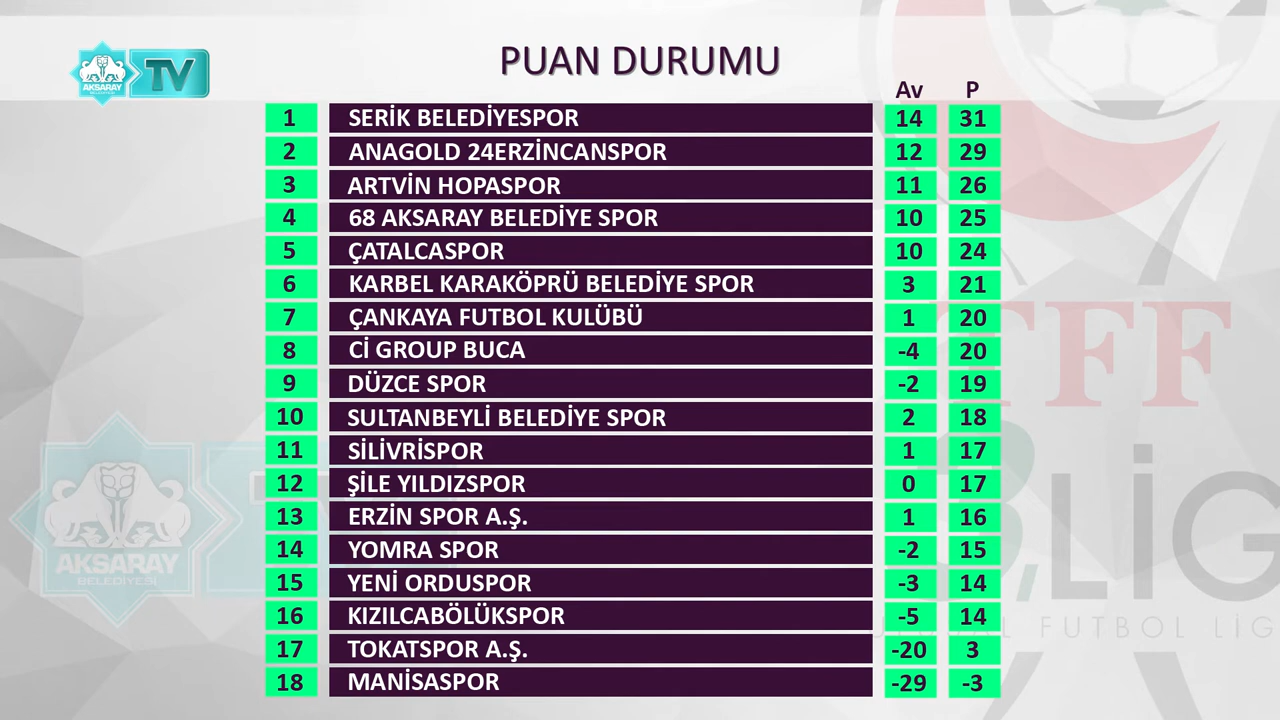 PUAN DURUMU
AKSARAY
BELEDİYESİ
TV
Av P
1 SERİK BELEDİYESPOR 14 31
2 ANAGOLD 24ERZİNCANSPOR 12 29
3 ARTVİN HOPASPOR 11 26
4 68 AKSARAY BELEDİYE SPOR 10 25
5 ÇATALCASPOR 10 24
6 KARBEL KARAKÖPRÜ BELEDİYE SPOR 3 21
7 ÇANKAYA FUTBOL KULÜBÜ 1 20
8 Cİ GROUP BUCA -4 20
9 DÜZCE SPOR -2 19
10 SULTANBEYLİ BELEDİYE SPOR 2 18
11 SİLİVRİSPOR 1 17
12 ŞİLE YILDIZSPOR 0 17
13 ERZİN SPOR A.Ş. 1 16
14 YOMRA SPOR -2 15
15 YENİ ORDUSPOR -3 14
16 KIZILCABÖLÜKSPOR -5 14
17 TOKATSPOR A.Ş. -20 3
18 MANİSASPOR -29 -3
AKSARAY
BELEDİYESİ
TFF
LİG
FUTBOL LİG